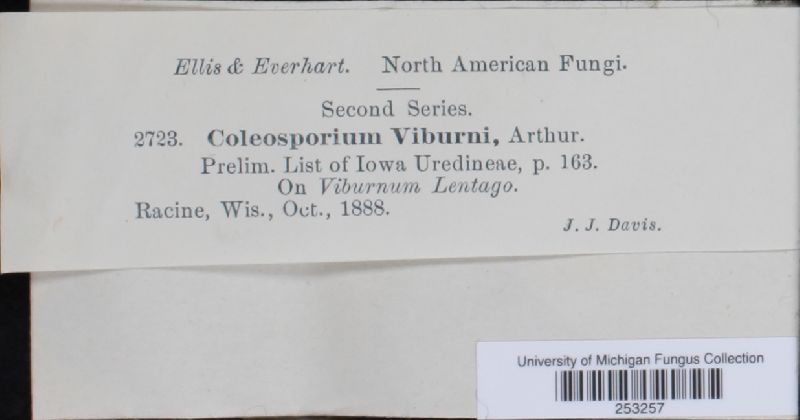 Ellis & Everhart. North American Fungi.
Second Series.
2723. Coleosporium Viburni, Arthur.
Prelim. List of Iowa Uredineae, p. 163.
On Viburnum Lentago.
Racine, Wis., Oct., 1888.
J. J. Davis.
University of Michigan Fungus Collection
253257